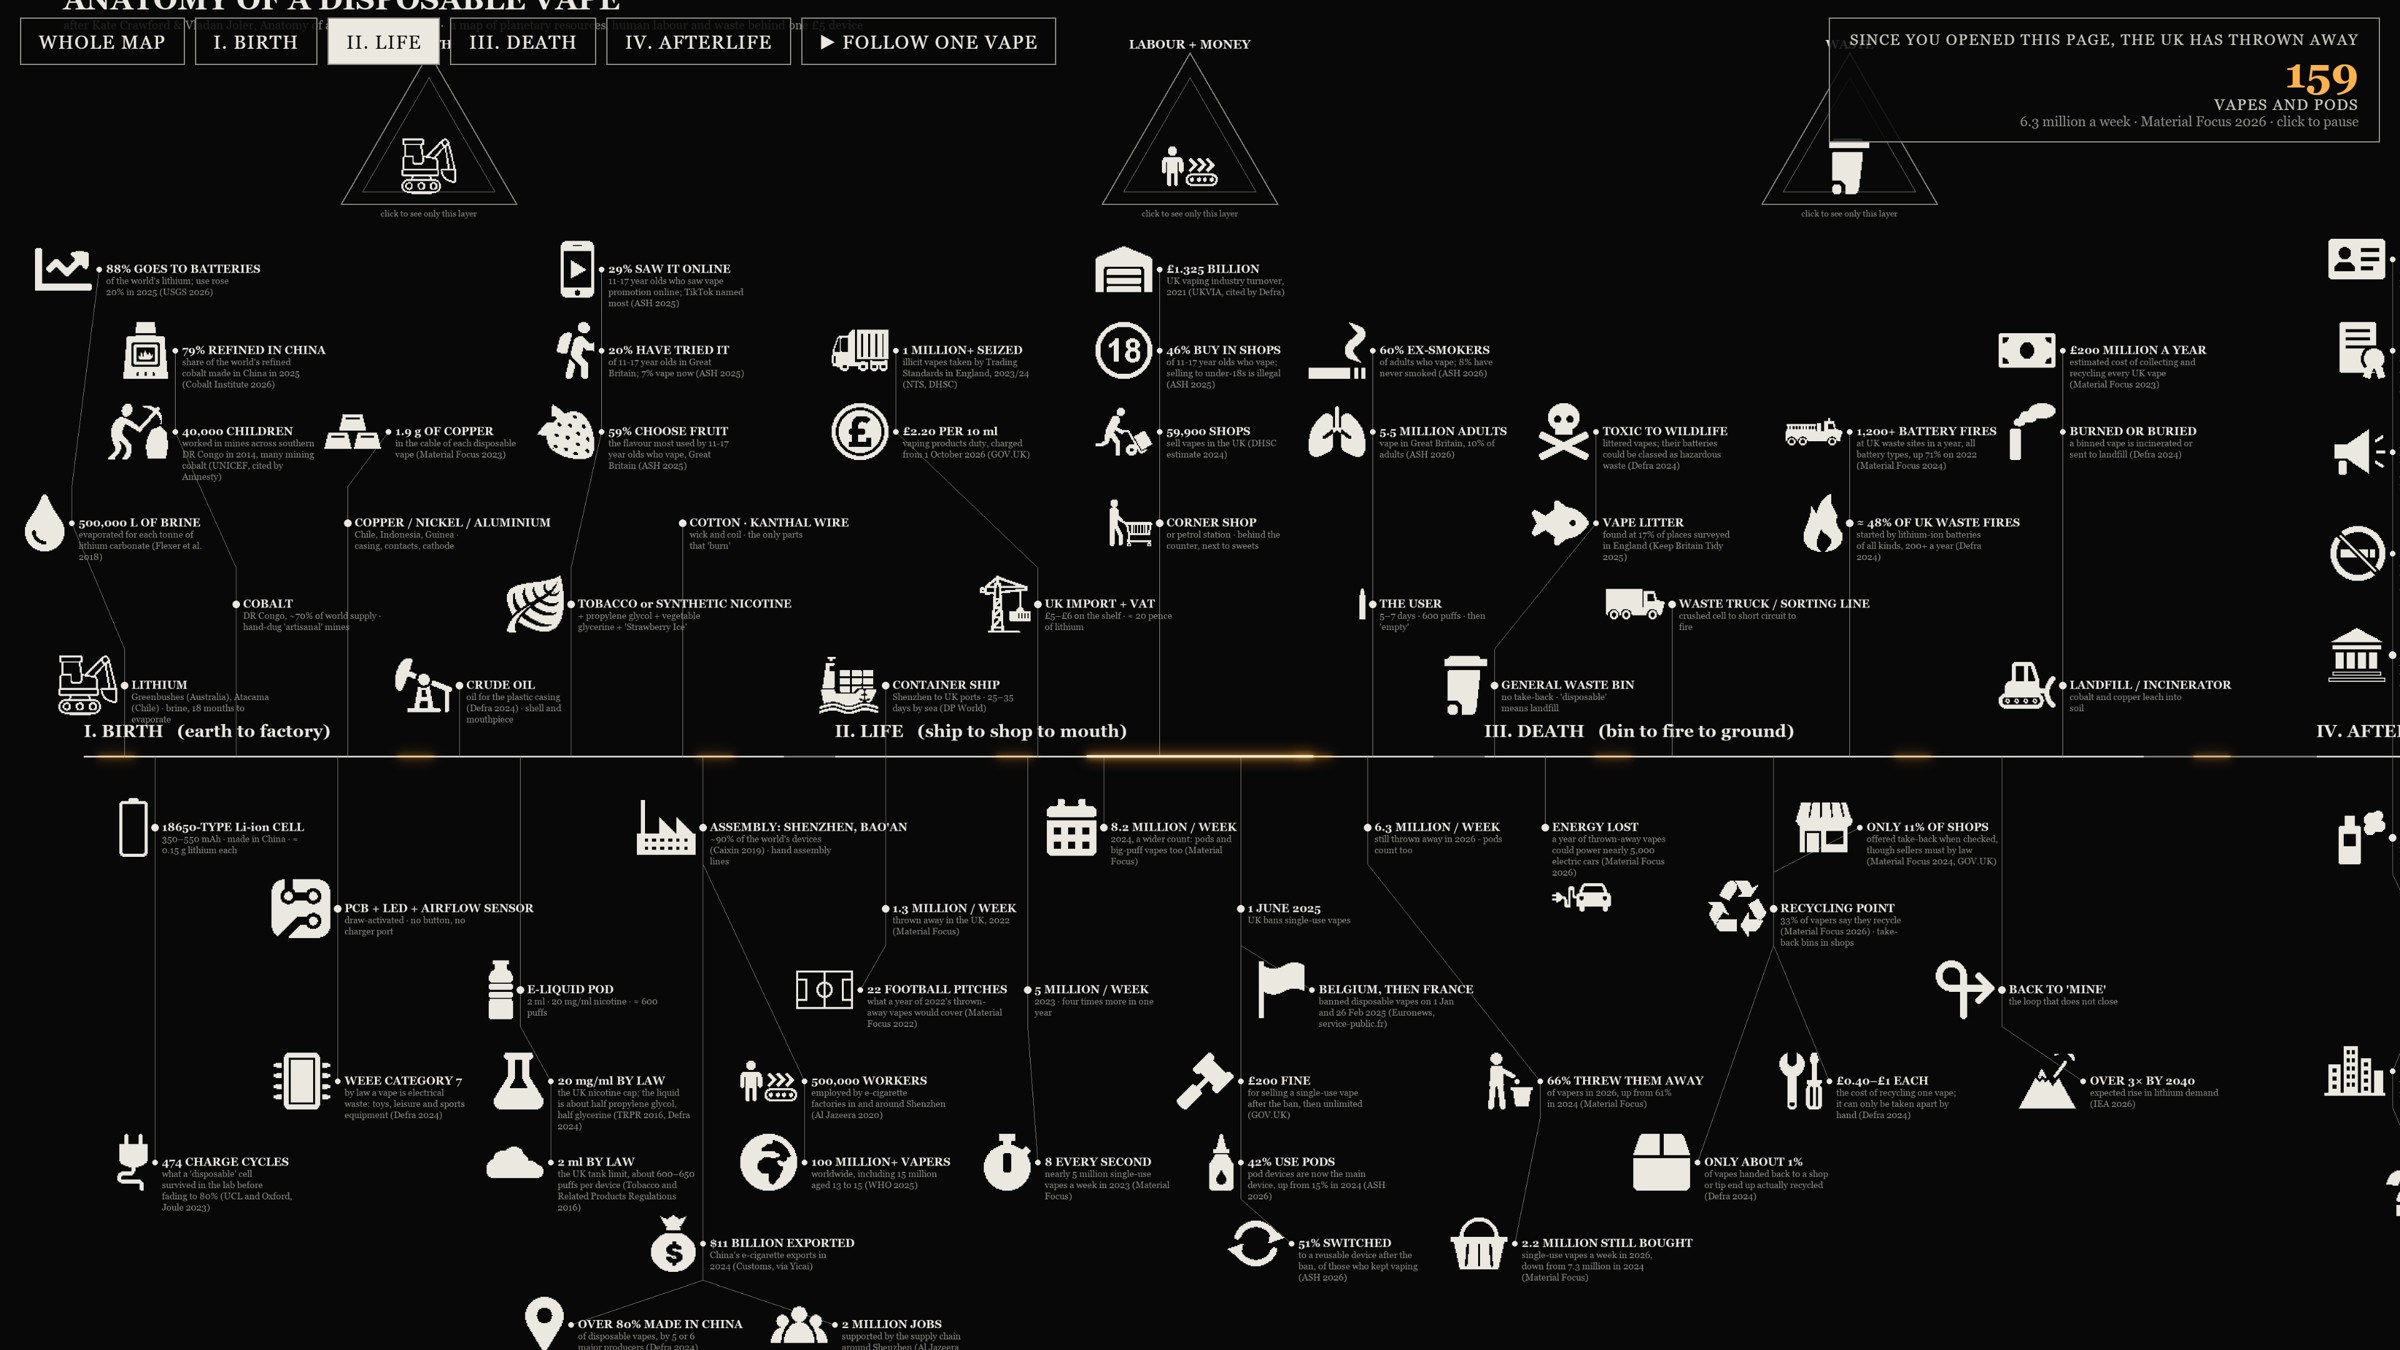 ANATOMY OF A DISPOSABLE VAPE
after Kate Crawford & Vladan Joler, Anatomy of a · a map of planetary resources, human labour and waste behind one £5 device
WHOLE MAP
I. BIRTH
II. LIFE
III. DEATH
IV. AFTERLIFE
▶ FOLLOW ONE VAPE
SINCE YOU OPENED THIS PAGE, THE UK HAS THROWN AWAY
159
VAPES AND PODS
6.3 million a week · Material Focus 2026 · click to pause
LABOUR + MONEY
click to see only this layer
click to see only this layer
click to see only this layer
88% GOES TO BATTERIES
of the world's lithium; use rose
20% in 2025 (USGS 2026)
29% SAW IT ONLINE
11-17 year olds who saw vape
promotion online; TikTok named
most (ASH 2025)
£1.325 BILLION
UK vaping industry turnover,
2021 (UKVIA, cited by Defra)
79% REFINED IN CHINA
share of the world's refined
cobalt made in China in 2025
(Cobalt Institute 2026)
20% HAVE TRIED IT
of 11-17 year olds in Great
Britain; 7% vape now (ASH 2025)
1 MILLION+ SEIZED
illicit vapes taken by Trading
Standards in England, 2023/24
(NTS, DHSC)
18
46% BUY IN SHOPS
of 11-17 year olds who vape;
selling to under-18s is illegal
(ASH 2025)
60% EX-SMOKERS
of adults who vape; 8% have
never smoked (ASH 2026)
£200 MILLION A YEAR
estimated cost of collecting and
recycling every UK vape
(Material Focus 2023)
40,000 CHILDREN
worked in mines across southern
DR Congo in 2014, many mining
cobalt (UNICEF, cited by
Amnesty)
1.9 g OF COPPER
in the cable of each disposable
vape (Material Focus 2023)
59% CHOOSE FRUIT
the flavour most used by 11-17
year olds who vape, Great
Britain (ASH 2025)
£
£2.20 PER 10 ml
vaping products duty, charged
from 1 October 2026 (GOV.UK)
59,900 SHOPS
sell vapes in the UK (DHSC
estimate 2024)
5.5 MILLION ADULTS
vape in Great Britain, 10% of
adults (ASH 2026)
TOXIC TO WILDLIFE
littered vapes; their batteries
could be classed as hazardous
waste (Defra 2024)
1,200+ BATTERY FIRES
at UK waste sites in a year, all
battery types, up 71% on 2022
(Material Focus 2024)
BURNED OR BURIED
a binned vape is incinerated or
sent to landfill (Defra 2024)
500,000 L OF BRINE
evaporated for each tonne of
lithium carbonate (Flexer et al.
2018)
COPPER / NICKEL / ALUMINIUM
Chile, Indonesia, Guinea ·
casing, contacts, cathode
COTTON · KANTHAL WIRE
wick and coil · the only parts
that 'burn'
CORNER SHOP
or petrol station · behind the
counter, next to sweets
VAPE LITTER
found at 17% of places surveyed
in England (Keep Britain Tidy
2025)
≈ 48% OF UK WASTE FIRES
started by lithium-ion batteries
of all kinds, 200+ a year (Defra
2024)
COBALT
DR Congo, ~70% of world supply ·
hand-dug 'artisanal' mines
TOBACCO or SYNTHETIC NICOTINE
+ propylene glycol + vegetable
glycerine + 'Strawberry Ice'
UK IMPORT + VAT
£5–£6 on the shelf · ≈ 20 pence
of lithium
THE USER
5–7 days · 600 puffs · then
'empty'
WASTE TRUCK / SORTING LINE
crushed cell to short circuit to
fire
LITHIUM
Greenbushes (Australia), Atacama
(Chile) · brine, 18 months to
evaporate
CRUDE OIL
oil for the plastic casing
(Defra 2024) · shell and
mouthpiece
CONTAINER SHIP
Shenzhen to UK ports · 25–35
days by sea (DP World)
GENERAL WASTE BIN
no take-back · 'disposable'
means landfill
LANDFILL / INCINERATOR
cobalt and copper leach into
soil
I. BIRTH (earth to factory)
II. LIFE (ship to shop to mouth)
III. DEATH (bin to fire to ground)
IV. AFTE
18650-TYPE Li-ion CELL
350–550 mAh · made in China · ≈
0.15 g lithium each
ASSEMBLY: SHENZHEN, BAO'AN
~90% of the world's devices
(Caixin 2019) · hand assembly
lines
8.2 MILLION / WEEK
2024, a wider count: pods and
big-puff vapes too (Material
Focus)
6.3 MILLION / WEEK
still thrown away in 2026 · pods
count too
ENERGY LOST
a year of thrown-away vapes
could power nearly 5,000
electric cars (Material Focus
2026)
ONLY 11% OF SHOPS
offered take-back when checked,
though sellers must by law
(Material Focus 2024, GOV.UK)
PCB + LED + AIRFLOW SENSOR
draw-activated · no button, no
charger port
1.3 MILLION / WEEK
thrown away in the UK, 2022
(Material Focus)
1 JUNE 2025
UK bans single-use vapes
RECYCLING POINT
33% of vapers say they recycle
(Material Focus 2026) · take-
back bins in shops
E-LIQUID POD
2 ml · 20 mg/ml nicotine · ≈ 600
puffs
22 FOOTBALL PITCHES
what a year of 2022's thrown-
away vapes would cover (Material
Focus 2022)
5 MILLION / WEEK
2023 · four times more in one
year
BELGIUM, THEN FRANCE
banned disposable vapes on 1 Jan
and 26 Feb 2025 (Euronews,
service-public.fr)
BACK TO 'MINE'
the loop that does not close
WEEE CATEGORY 7
by law a vape is electrical
waste: toys, leisure and sports
equipment (Defra 2024)
20 mg/ml BY LAW
the UK nicotine cap; the liquid
is about half propylene glycol,
half glycerine (TRPR 2016, Defra
2024)
500,000 WORKERS
employed by e-cigarette
factories in and around Shenzhen
(Al Jazeera 2020)
£200 FINE
for selling a single-use vape
after the ban, then unlimited
(GOV.UK)
66% THREW THEM AWAY
of vapers in 2026, up from 61%
in 2024 (Material Focus)
£0.40–£1 EACH
the cost of recycling one vape;
it can only be taken apart by
hand (Defra 2024)
OVER 3× BY 2040
expected rise in lithium demand
(IEA 2026)
474 CHARGE CYCLES
what a 'disposable' cell
survived in the lab before
fading to 80% (UCL and Oxford,
Joule 2023)
2 ml BY LAW
the UK tank limit, about 600–650
puffs per device (Tobacco and
Related Products Regulations
2016)
100 MILLION+ VAPERS
worldwide, including 15 million
aged 13 to 15 (WHO 2025)
8 EVERY SECOND
nearly 5 million single-use
vapes a week in 2023 (Material
Focus)
42% USE PODS
pod devices are now the main
device, up from 15% in 2024 (ASH
2026)
ONLY ABOUT 1%
of vapes handed back to a shop
or tip end up actually recycled
(Defra 2024)
$
$11 BILLION EXPORTED
China's e-cigarette exports in
2024 (Customs, via Yicai)
51% SWITCHED
to a reusable device after the
ban, of those who kept vaping
(ASH 2026)
2.2 MILLION STILL BOUGHT
single-use vapes a week in 2026,
down from 7.3 million in 2024
(Material Focus)
OVER 80% MADE IN CHINA
of disposable vapes, by 5 or 6
major producers (Defra 2024)
2 MILLION JOBS
supported by the supply chain
around Shenzhen (Al Jazeera